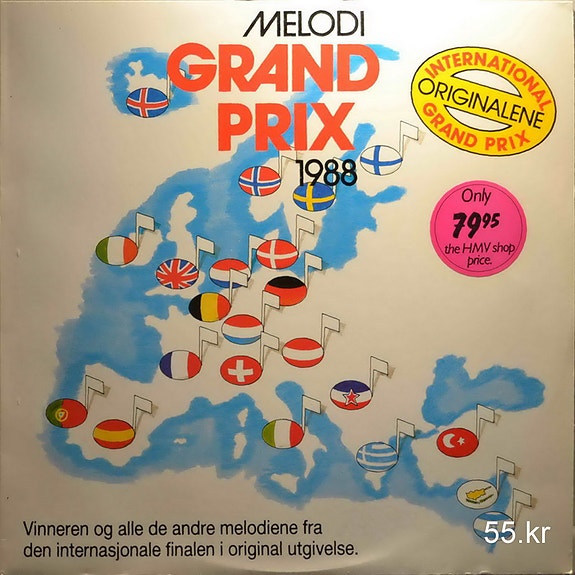 MELODI
GRAND
PRIX
1988
INTERNATIONAL
ORIGINALENE
GRAND PRIX
Only
79.95
the HMV shop
price.
Vinneren og alle de andre melodiene fra
den internasjonale finalen i original utgivelse.
55.kr